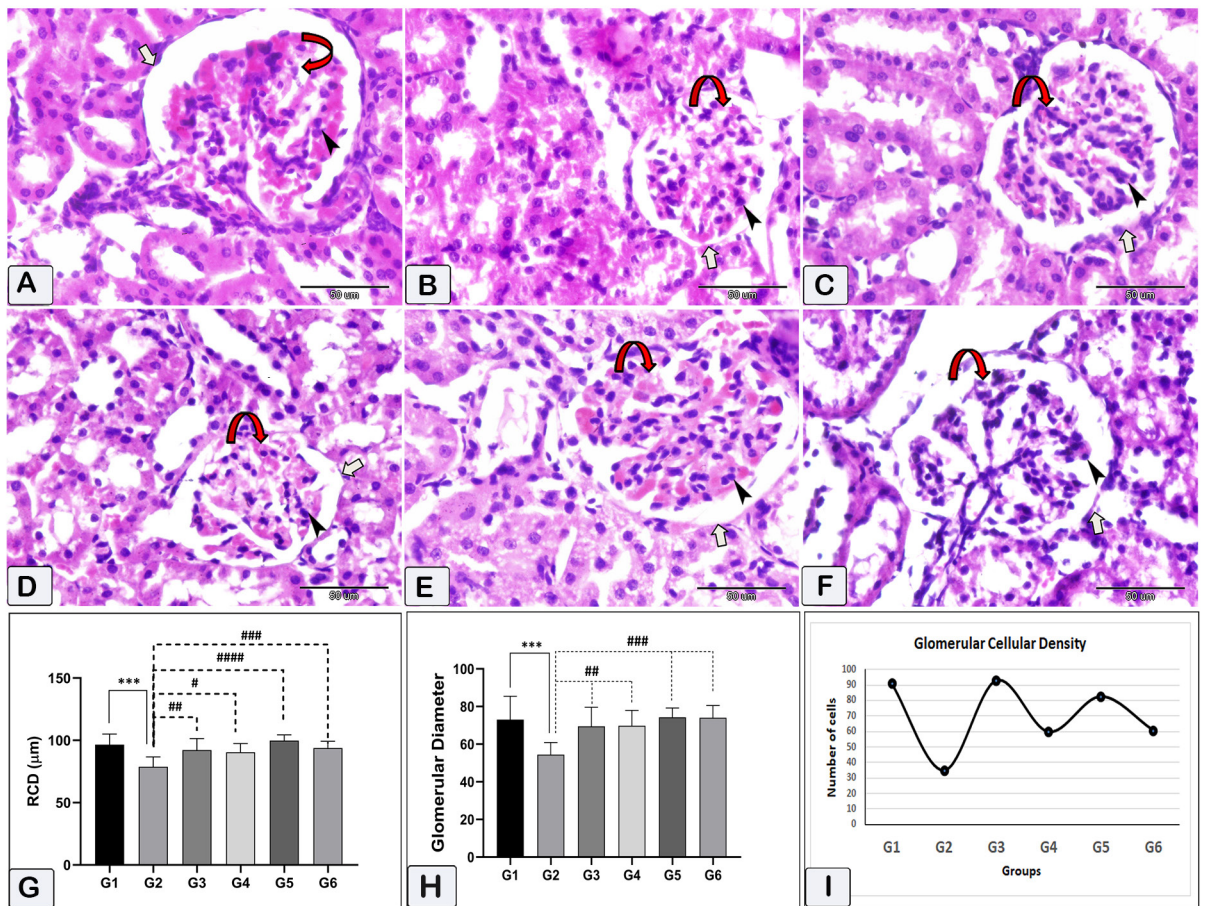 A
50 um
B
50 um
C
50 um
D
50 um
E
50 um
F
50 um
###
####
***
#
##
150
100
50
0
RCD (µm)
G1 G2 G3 G4 G5 G6
G
###
***
##
100
80
60
40
20
0
Glomerular Diameter
G1 G2 G3 G4 G5 G6
H
Glomerular Cellular Density
100
90
80
70
60
50
40
90
30
80
20
10
0
Number of cells
G1 G2 G3 G4 G5 G6
Groups
I